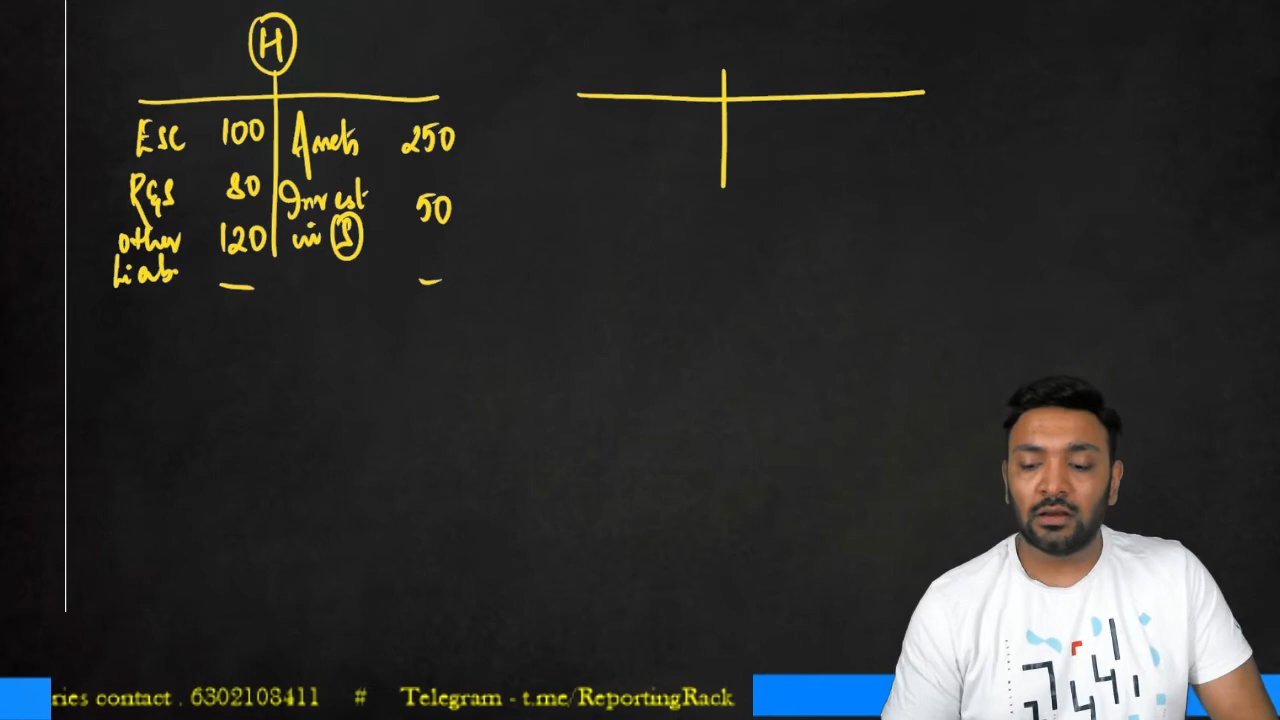 H
ESC 100 Assets 250
R&S 80 Invest 50
other 120 in S
Liab.
ries contact . 6302108411 # Telegram - t.me/ReportingRack